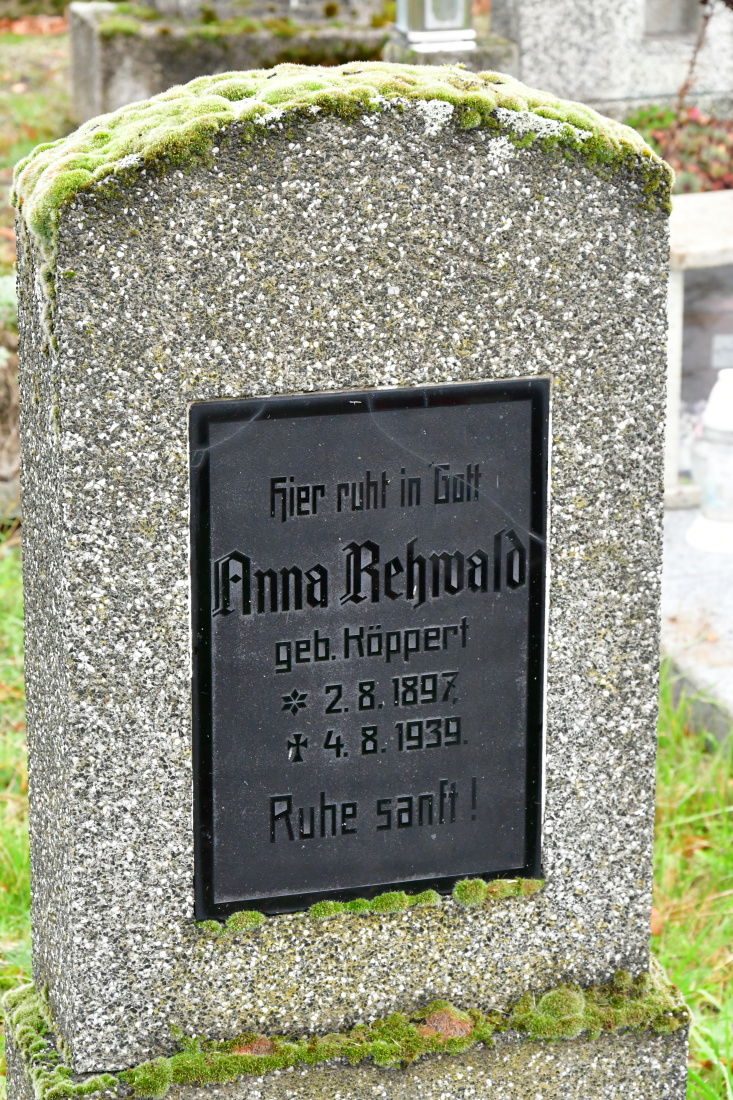 Hier ruht in Gott
Anna Rehwald
geb. Köppert
* 2. 8. 1897,
✝ 4. 8. 1939.
Ruhe sanft!